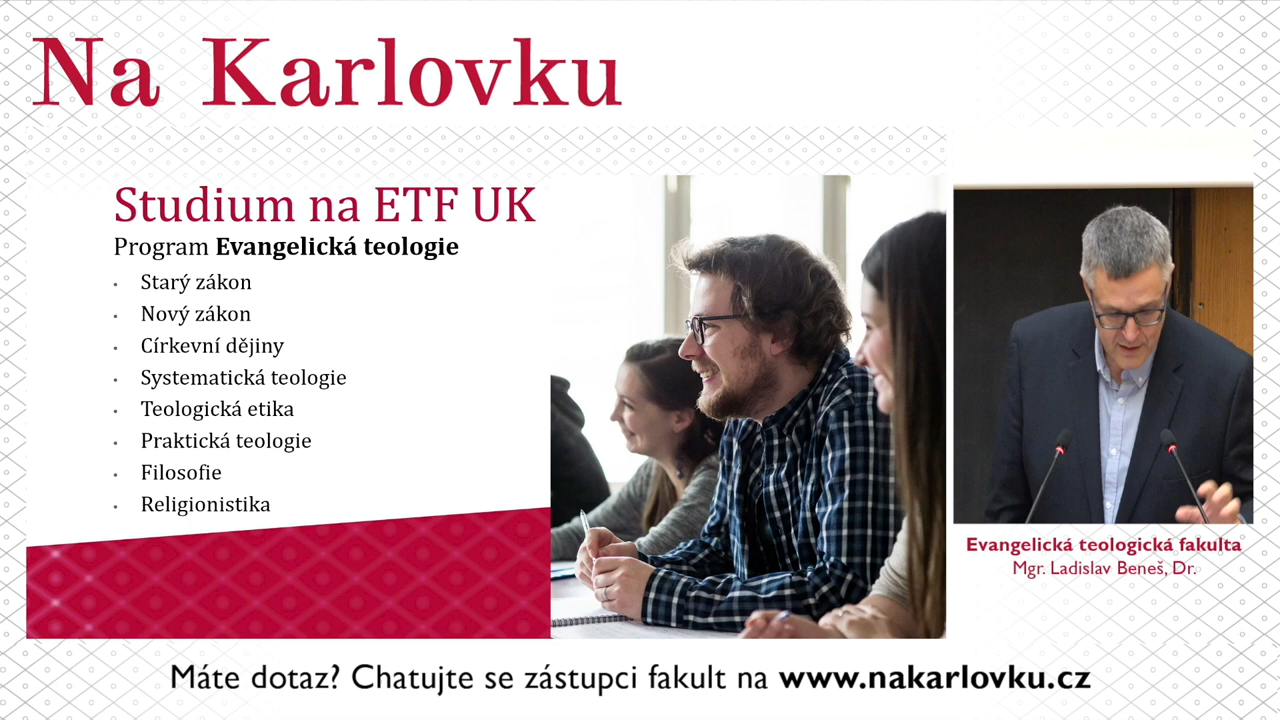 Na Karlovku
Studium na ETF UK
Program Evangelická teologie
• Starý zákon
• Nový zákon
• Církevní dějiny
• Systematická teologie
• Teologická etika
• Praktická teologie
• Filosofie
• Religionistika
Evangelická teologická fakulta
Mgr. Ladislav Beneš, Dr.
Máte dotaz? Chatujte se zástupci fakult na www.nakarlovku.cz